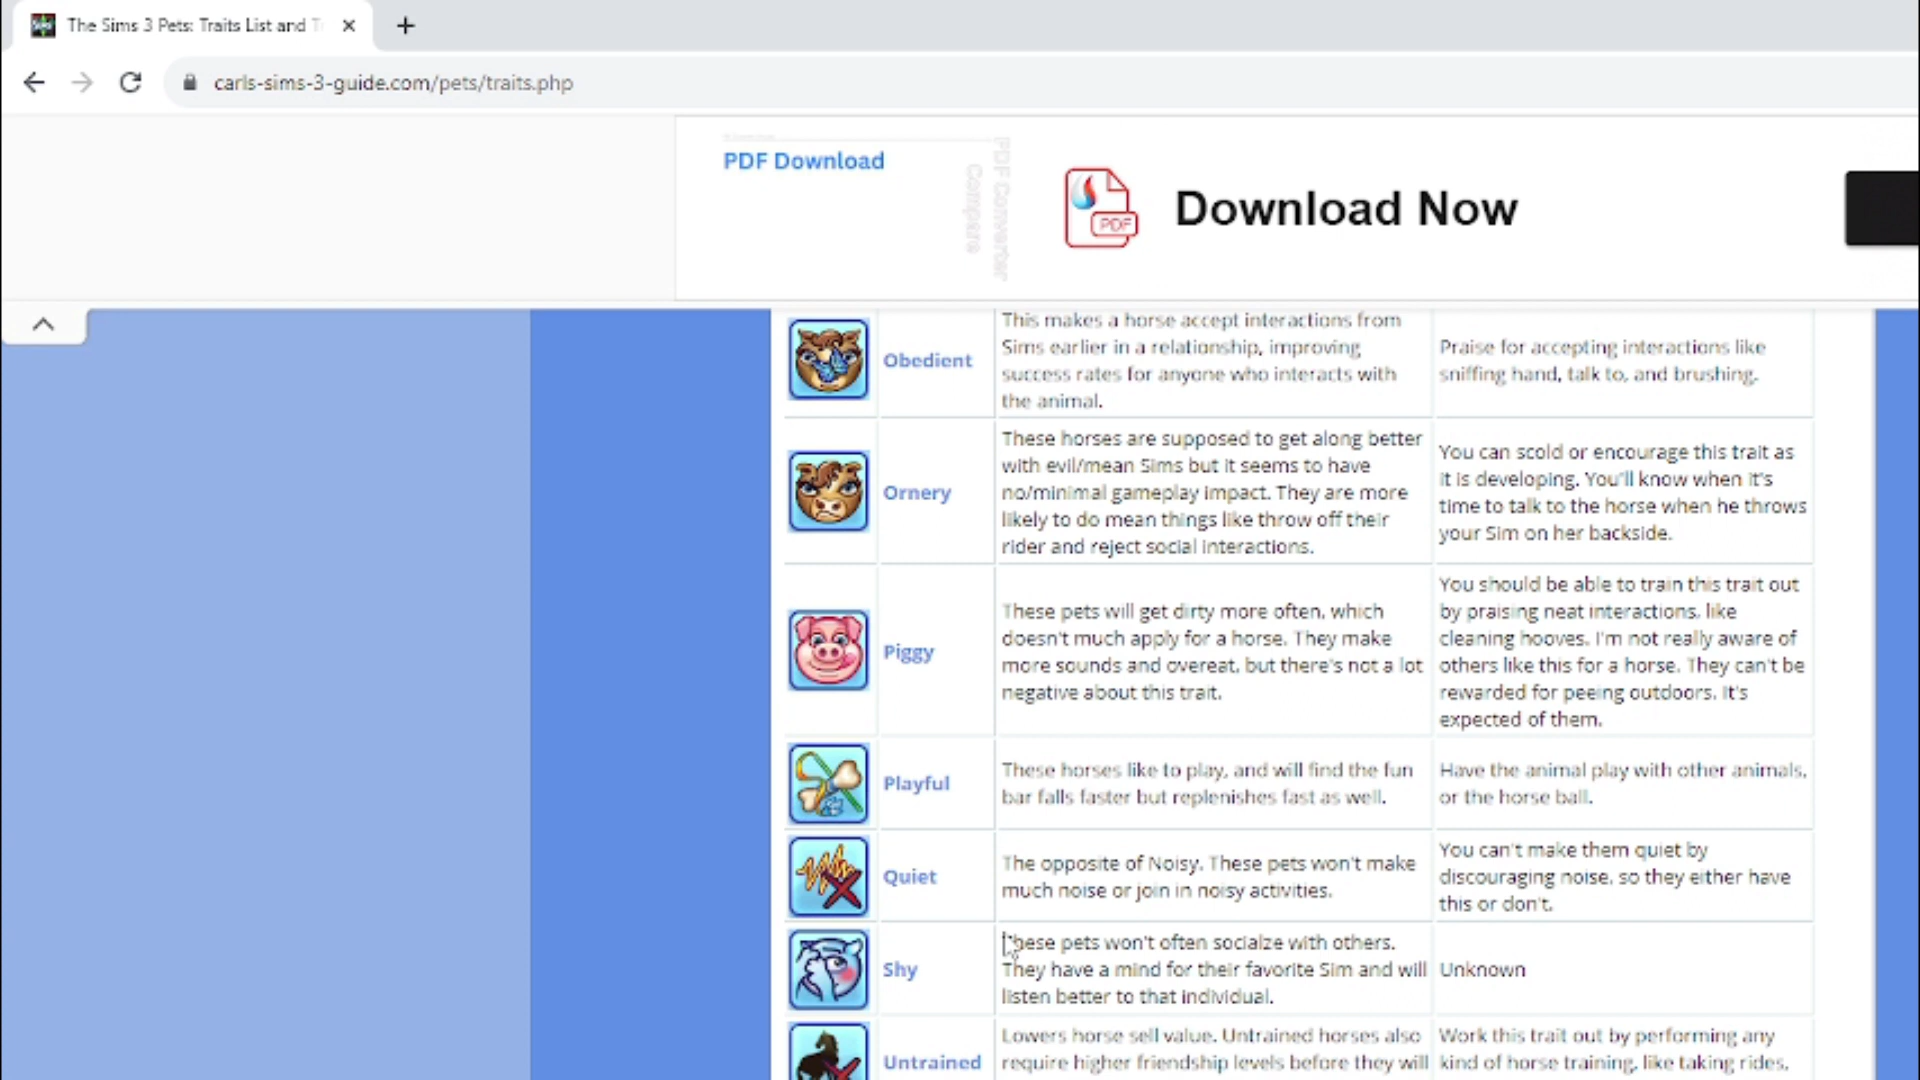 The Sims 3 Pets: Traits List and T
carls-sims-3-guide.com/pets/traits.php
PDF Download
PDF Converter
Compare
PDF
Download Now
This makes a horse accept interactions from
Sims earlier in a relationship, improving
success rates for anyone who interacts with
the animal.
Obedient
Praise for accepting interactions like
sniffing hand, talk to, and brushing.
These horses are supposed to get along better
with evil/mean Sims but it seems to have
no/minimal gameplay impact. They are more
likely to do mean things like throw off their
rider and reject social interactions.
Ornery
You can scold or encourage this trait as
it is developing. You'll know when it's
time to talk to the horse when he throws
your Sim on her backside.
Piggy
These pets will get dirty more often, which
doesn't much apply for a horse. They make
more sounds and overeat, but there's not a lot
negative about this trait.
You should be able to train this trait out
by praising neat interactions, like
cleaning hooves. I'm not really aware of
others like this for a horse. They can't be
rewarded for peeing outdoors. It's
expected of them.
Playful
These horses like to play, and will find the fun
bar falls faster but replenishes fast as well.
Have the animal play with other animals,
or the horse ball.
Quiet
The opposite of Noisy. These pets won't make
much noise or join in noisy activities.
You can't make them quiet by
discouraging noise, so they either have
this or don't.
Shy
These pets won't often socialze with others.
They have a mind for their favorite Sim and will
listen better to that individual.
Unknown
Untrained
Lowers horse sell value. Untrained horses also
require higher friendship levels before they will
Work this trait out by performing any
kind of horse training, like taking rides,